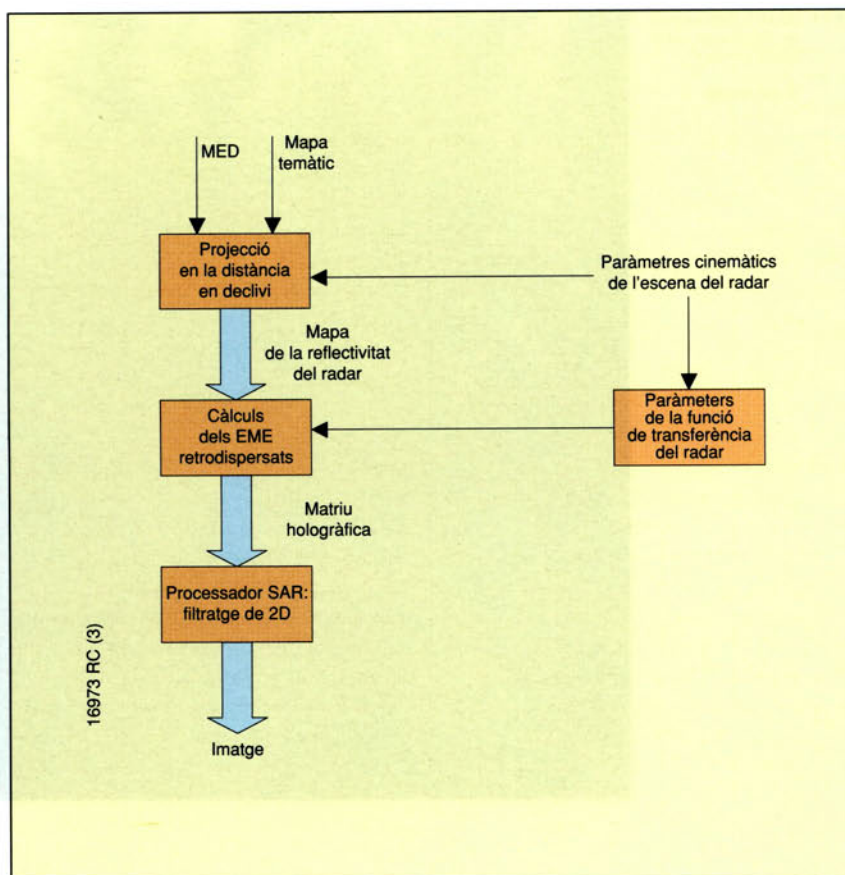 MED
Mapa
temàtic
Projecció
en la distància
en declivi
Paràmetres cinemàtics
de l'escena del radar
Mapa
de la reflectivitat
del radar
Càlculs
dels EME
retrodispersats
Paràmeters
de la funció
de transferència
del radar
Matriu
hologràfica
Processador SAR:
filtratge de 2D
16973 RC (3)
Imatge